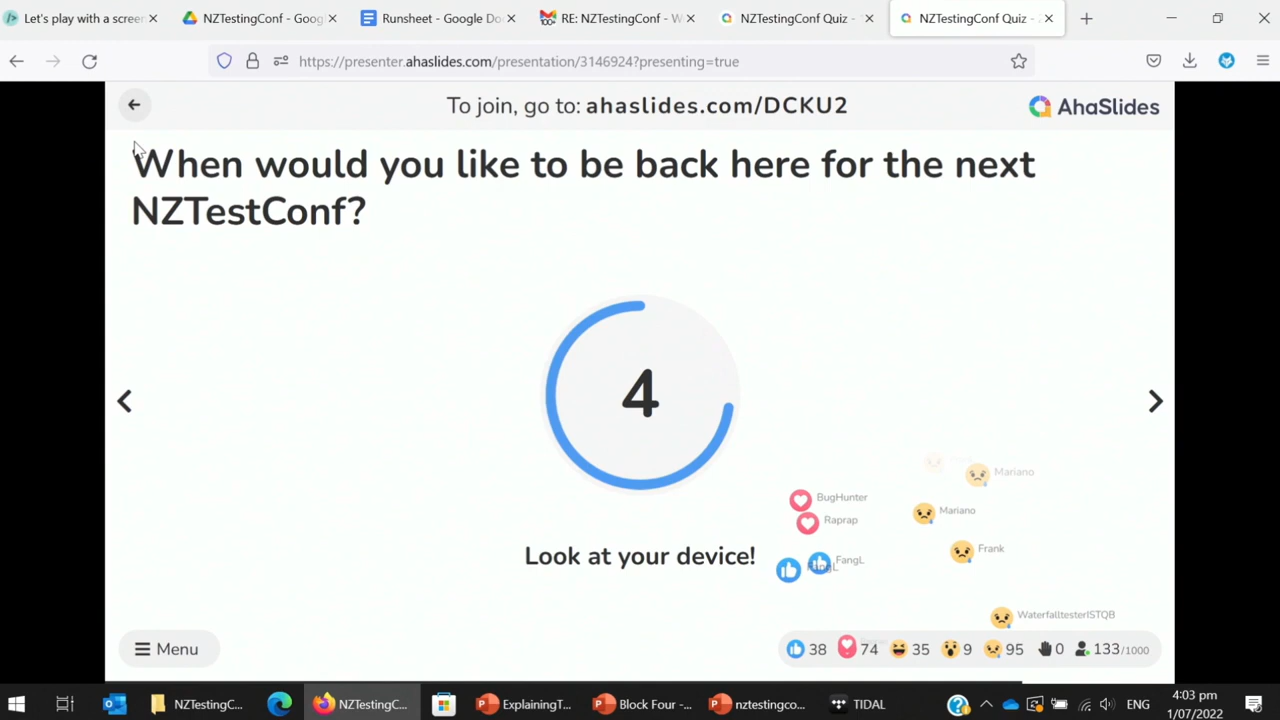 Let's play with a screen
NZTestingConf - Goog
Runsheet - Google Do
RE: NZTestingConf - W
NZTestingConf Quiz -
NZTestingConf Quiz -
https://presenter.ahaslides.com/presentation/3146924?presenting=true
To join, go to: ahaslides.com/DCKU2
AhaSlides
When would you like to be back here for the next
NZTestConf?
4
Mariano
BugHunter
Mariano
Raprap
Frank
FangL
FangL
Look at your device!
WaterfalltesterISTQB
Menu
38 74 35 9 95 0 133/1000
NZTestingC...
NZTestingC...
ExplainingT...
Block Four -...
nztestingco...
TIDAL
ENG
4:03 pm
1/07/2022